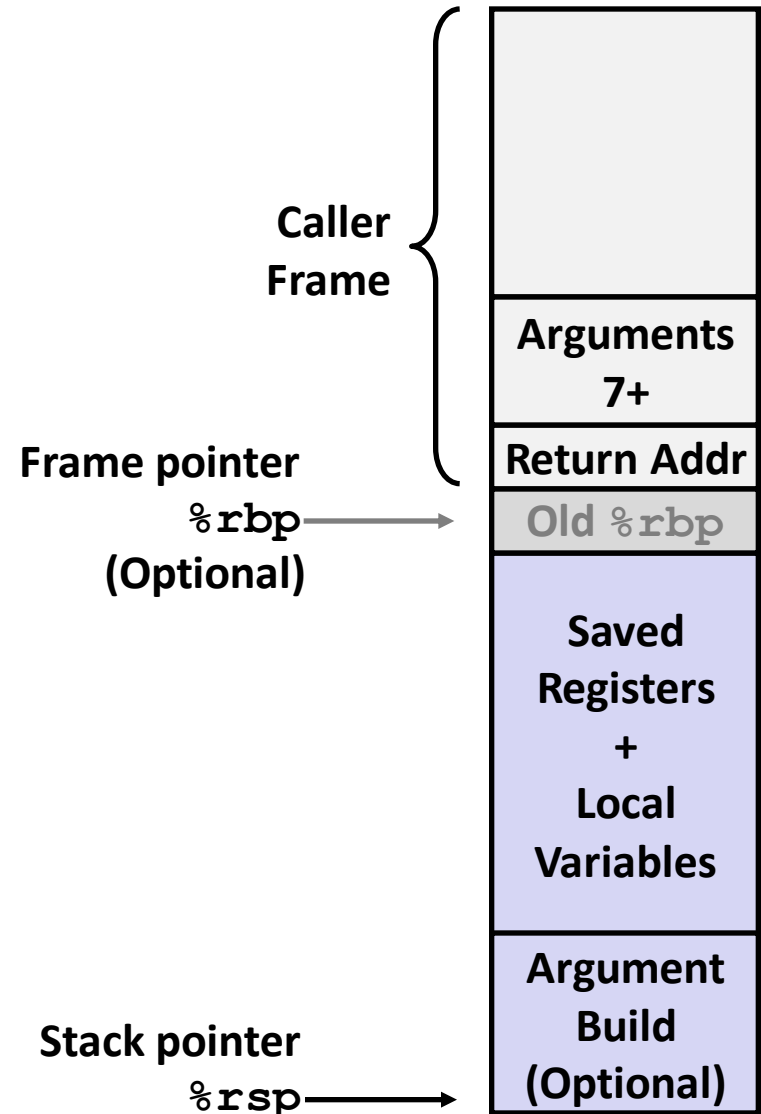 Caller
Frame
Arguments
7+
Return Addr
Frame pointer
%rbp
(Optional)
Old %rbp
Saved
Registers
+
Local
Variables
Argument
Build
(Optional)
Stack pointer
%rsp